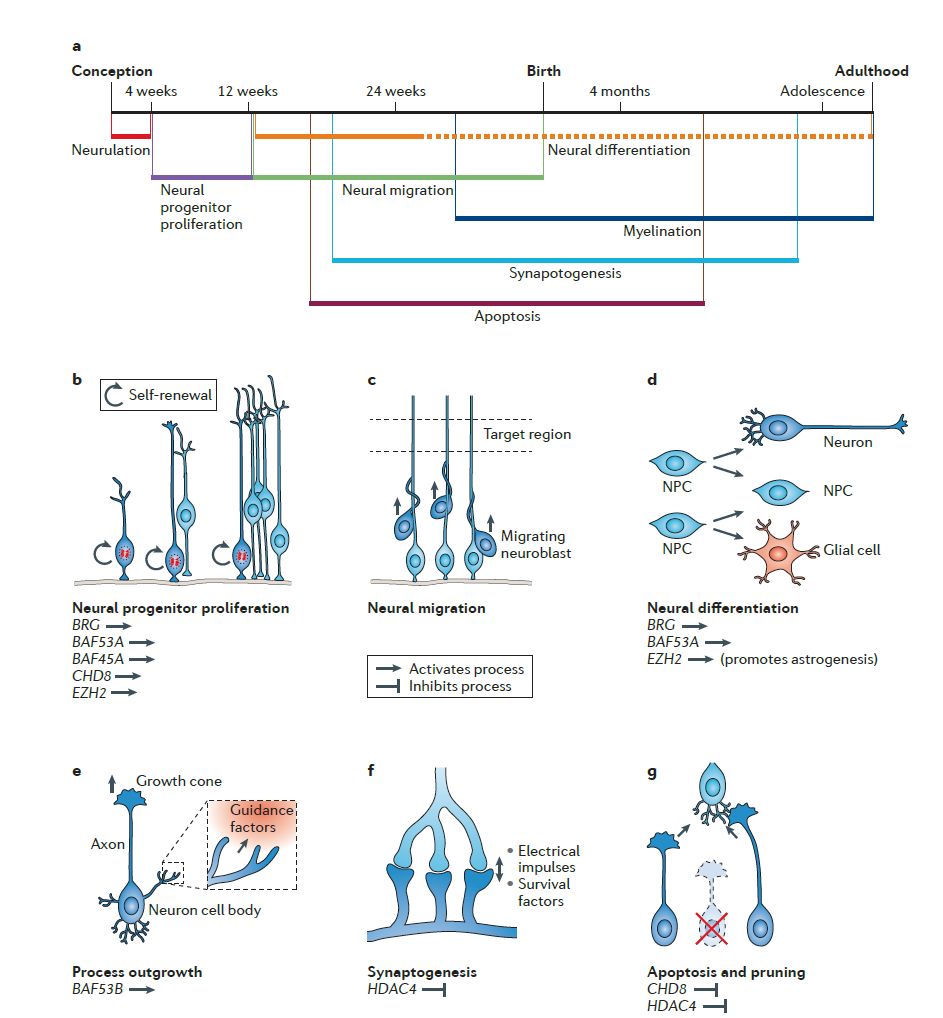 a
Conception Birth Adulthood
4 weeks 12 weeks 24 weeks 4 months Adolescence
Neurulation Neural differentiation
Neural Neural migration
progenitor
proliferation
Myelination
Synapotogenesis
Apoptosis
b
Self-renewal
Neural progenitor proliferation
BRG
BAF53A
BAF45A
CHD8
EZH2
c
Target region
Migrating
neuroblast
Neural migration
Activates process
Inhibits process
d
Neuron
NPC
NPC
NPC
Glial cell
Neural differentiation
BRG
BAF53A
EZH2 (promotes astrogenesis)
e
Growth cone
Guidance
factors
Axon
Neuron cell body
Process outgrowth
BAF53B
f
• Electrical
impulses
• Survival
factors
Synaptogenesis
HDAC4
g
Apoptosis and pruning
CHD8
HDAC4